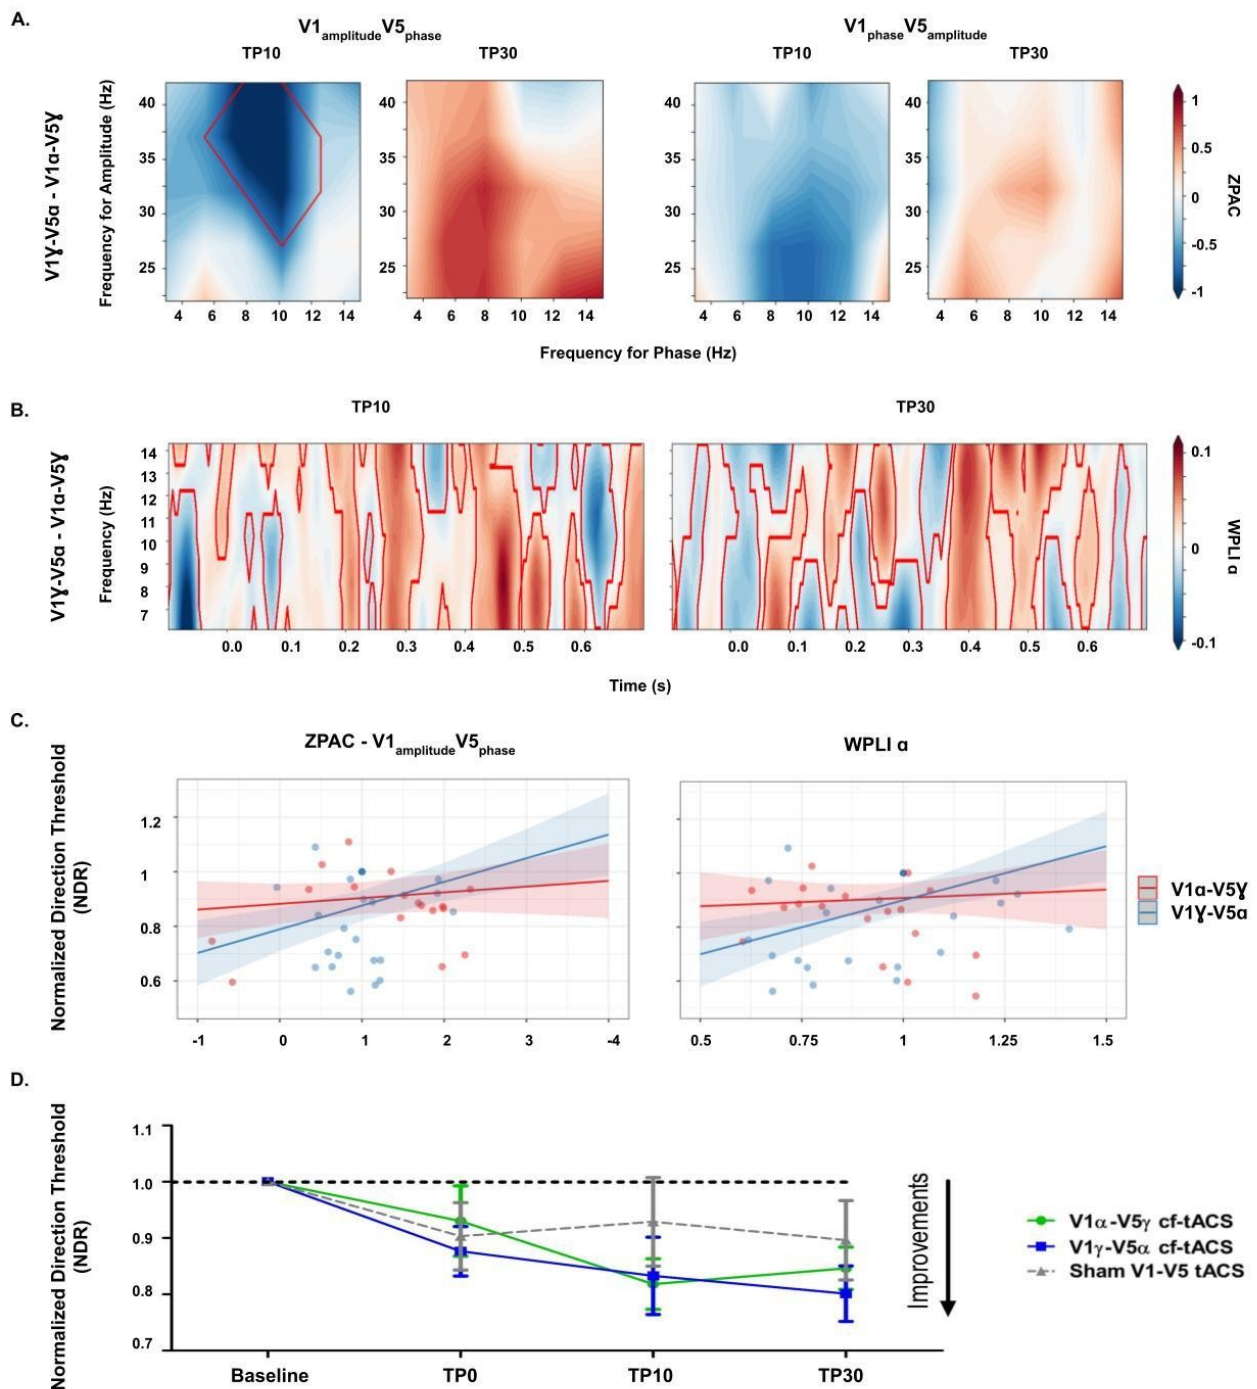 A.
V1amplitudeV5phase
V1phaseV5amplitude
TP10
TP30
TP10
TP30
V1Ɣ-V5ɑ - V1ɑ-V5Ɣ
Frequency for Amplitude (Hz)
40
35
30
25
40
35
30
25
40
35
30
25
40
35
30
25
4 6 8 10 12 14
4 6 8 10 12 14
4 6 8 10 12 14
4 6 8 10 12 14
1
0.5
0
-0.5
-1
ZPAC
Frequency for Phase (Hz)
B.
TP10
TP30
V1Ɣ-V5ɑ - V1ɑ-V5Ɣ
Frequency (Hz)
14
13
12
11
10
9
8
7
0.0 0.1 0.2 0.3 0.4 0.5 0.6
0.0 0.1 0.2 0.3 0.4 0.5 0.6
0.1
0
-0.1
WPLI ɑ
Time (s)
C.
ZPAC - V1amplitudeV5phase
WPLI ɑ
Normalized Direction Threshold
(NDR)
1.2
1
0.8
0.6
-1 0 1 2 3 -4
0.5 0.75 1 1.25 1.5
V1ɑ-V5Ɣ
V1Ɣ-V5ɑ
D.
Normalized Direction Threshold
(NDR)
1.1
1.0
0.9
0.8
0.7
Baseline TP0 TP10 TP30
Improvements
V1α-V5γ cf-tACS
V1γ-V5α cf-tACS
Sham V1-V5 tACS